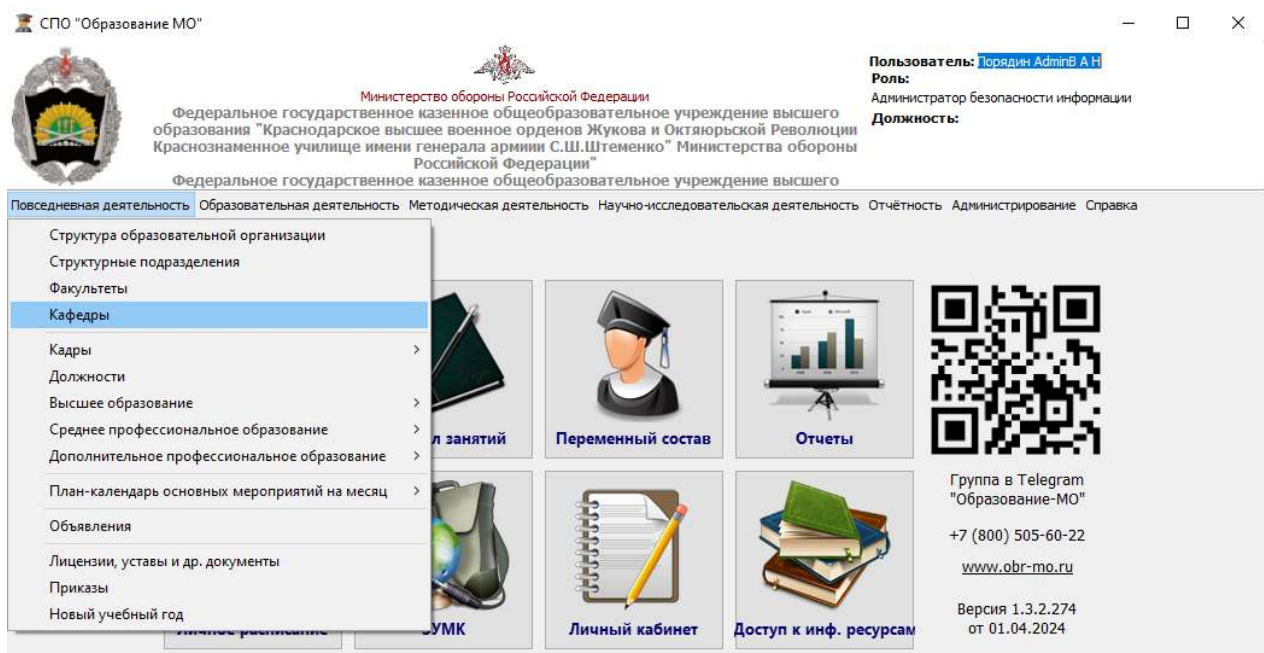 СПО "Образование МО"
Министерство обороны Российской Федерации
Федеральное государственное казенное общеобразовательное учреждение высшего
образования "Краснодарское высшее военное орденов Жукова и Октяюрьской Революции
Краснознаменное училище имени генерала армиии С.Ш.Штеменко" Министерства обороны
Российской Федерации"
Федеральное государственное казенное общеобразовательное учреждение высшего
Пользователь: Порядин AdminB А Н
Роль:
Администратор безопасности информации
Должность:
Повседневная деятельность Образовательная деятельность Методическая деятельность Научно-исследовательская деятельность Отчётность Администрирование Справка
Структура образовательной организации
Структурные подразделения
Факультеты
Кафедры
Кадры
Должности
Высшее образование
Среднее профессиональное образование
Дополнительное профессиональное образование
План-календарь основных мероприятий на месяц
Объявления
Лицензии, уставы и др. документы
Приказы
Новый учебный год
л занятий
Переменный состав
Отчеты
Личное расписание
УМК
Личный кабинет
Доступ к инф. ресурсам
Группа в Telegram
"Образование-МО"
+7 (800) 505-60-22
www.obr-mo.ru
Версия 1.3.2.274
от 01.04.2024